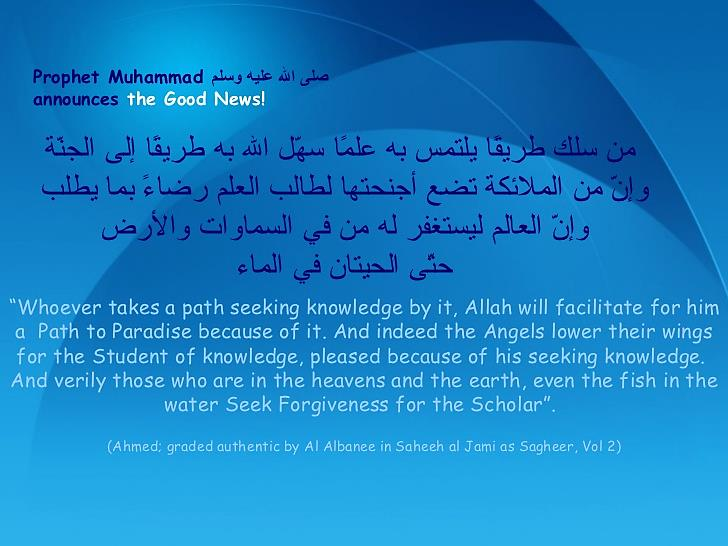 Prophet Muhammad صلى الله عليه وسلم
announces the Good News!
من سلك طريقًا يلتمس به علمًا سهّل الله به طريقًا إلى الجنّة
وإنّ من الملائكة تضع أجنحتها لطالب العلم رضاءً بما يطلب
وإنّ العالم ليستغفر له من في السماوات والأرض
حتّى الحيتان في الماء
“Whoever takes a path seeking knowledge by it, Allah will facilitate for him
a Path to Paradise because of it. And indeed the Angels lower their wings
for the Student of knowledge, pleased because of his seeking knowledge.
And verily those who are in the heavens and the earth, even the fish in the
water Seek Forgiveness for the Scholar”.
(Ahmed; graded authentic by Al Albanee in Saheeh al Jami as Sagheer, Vol 2)